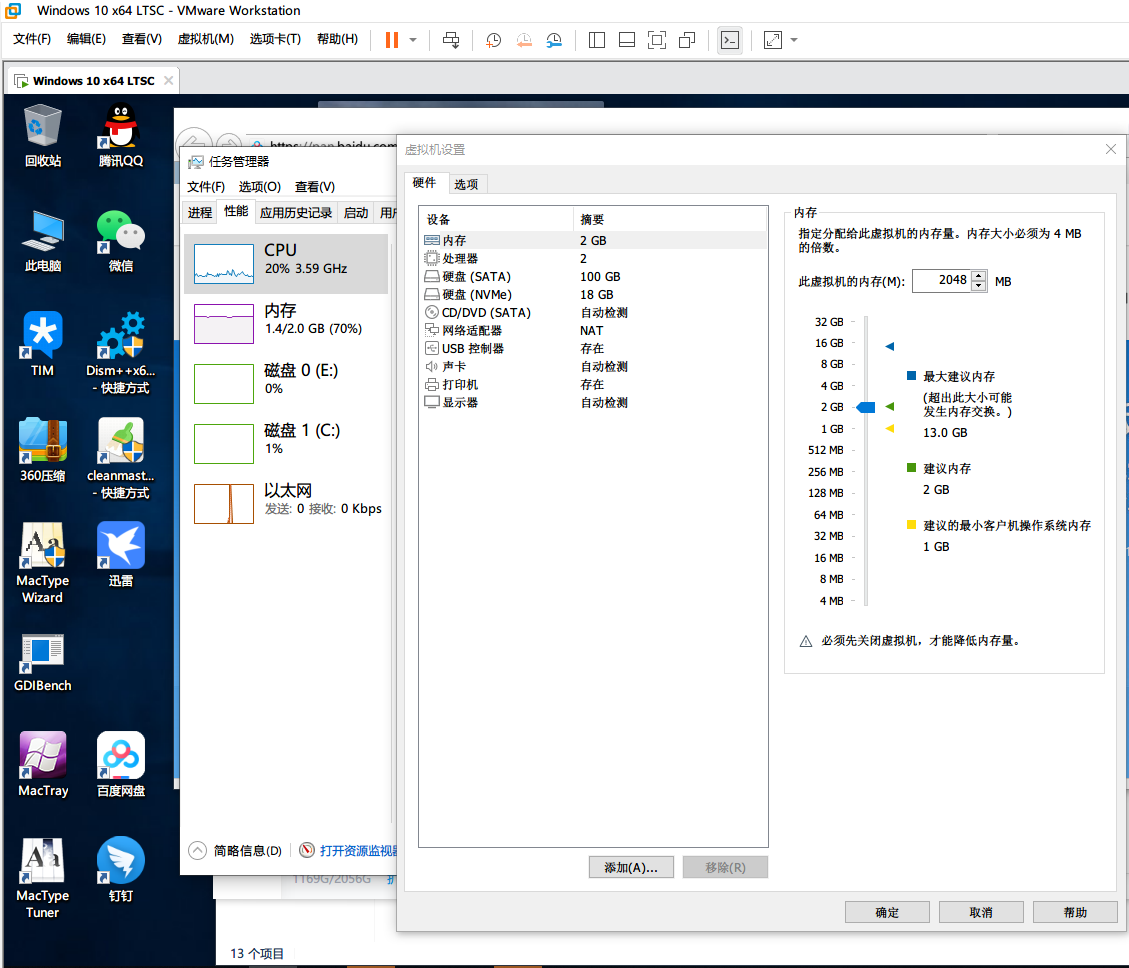 Windows 10 x64 LTSC - VMware Workstation
文件(F) 编辑(E) 查看(V) 虚拟机(M) 选项卡(T) 帮助(H)
Windows 10 x64 LTSC
回收站
腾讯QQ
此电脑
微信
TIM
Dism++x6...
- 快捷方式
360压缩
cleanmast...
- 快捷方式
MacType
Wizard
迅雷
GDIBench
MacTray
百度网盘
MacType
Tuner
钉钉
https://pan.baidu.com
任务管理器
文件(F) 选项(O) 查看(V)
进程 性能 应用历史记录 启动
CPU
20% 3.59 GHz
内存
1.4/2.0 GB (70%)
磁盘 0 (E:)
0%
磁盘 1 (C:)
1%
以太网
发送: 0 接收: 0 Kbps
简略信息(D) 打开资源监视器
1169G/2056G
13 个项目
虚拟机设置
硬件 选项
设备 摘要
内存 2 GB
处理器 2
硬盘 (SATA) 100 GB
硬盘 (NVMe) 18 GB
CD/DVD (SATA) 自动检测
网络适配器 NAT
USB 控制器 存在
声卡 自动检测
打印机 存在
显示器 自动检测
添加(A)... 移除(R)
内存
指定分配给此虚拟机的内存量。内存大小必须为 4 MB
的倍数。
此虚拟机的内存(M): 2048 MB
32 GB
16 GB
8 GB
4 GB
2 GB
1 GB
512 MB
256 MB
128 MB
64 MB
32 MB
16 MB
8 MB
4 MB
最大建议内存
(超出此大小可能
发生内存交换。)
13.0 GB
建议内存
2 GB
建议的最小客户机操作系统内存
1 GB
必须先关闭虚拟机，才能降低内存量。
确定 取消 帮助